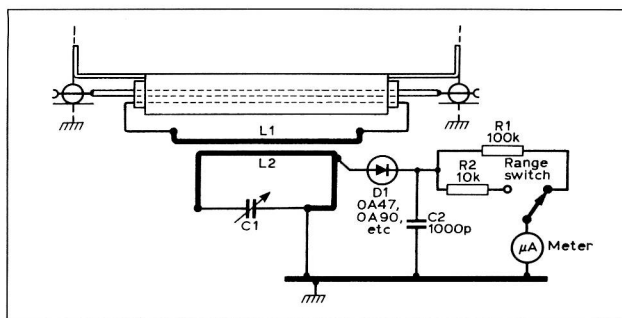 L1
L2
C1
D1
0A47,
0A90,
etc
C2
1000p
R1
100k
R2
10k
Range
switch
µA
Meter